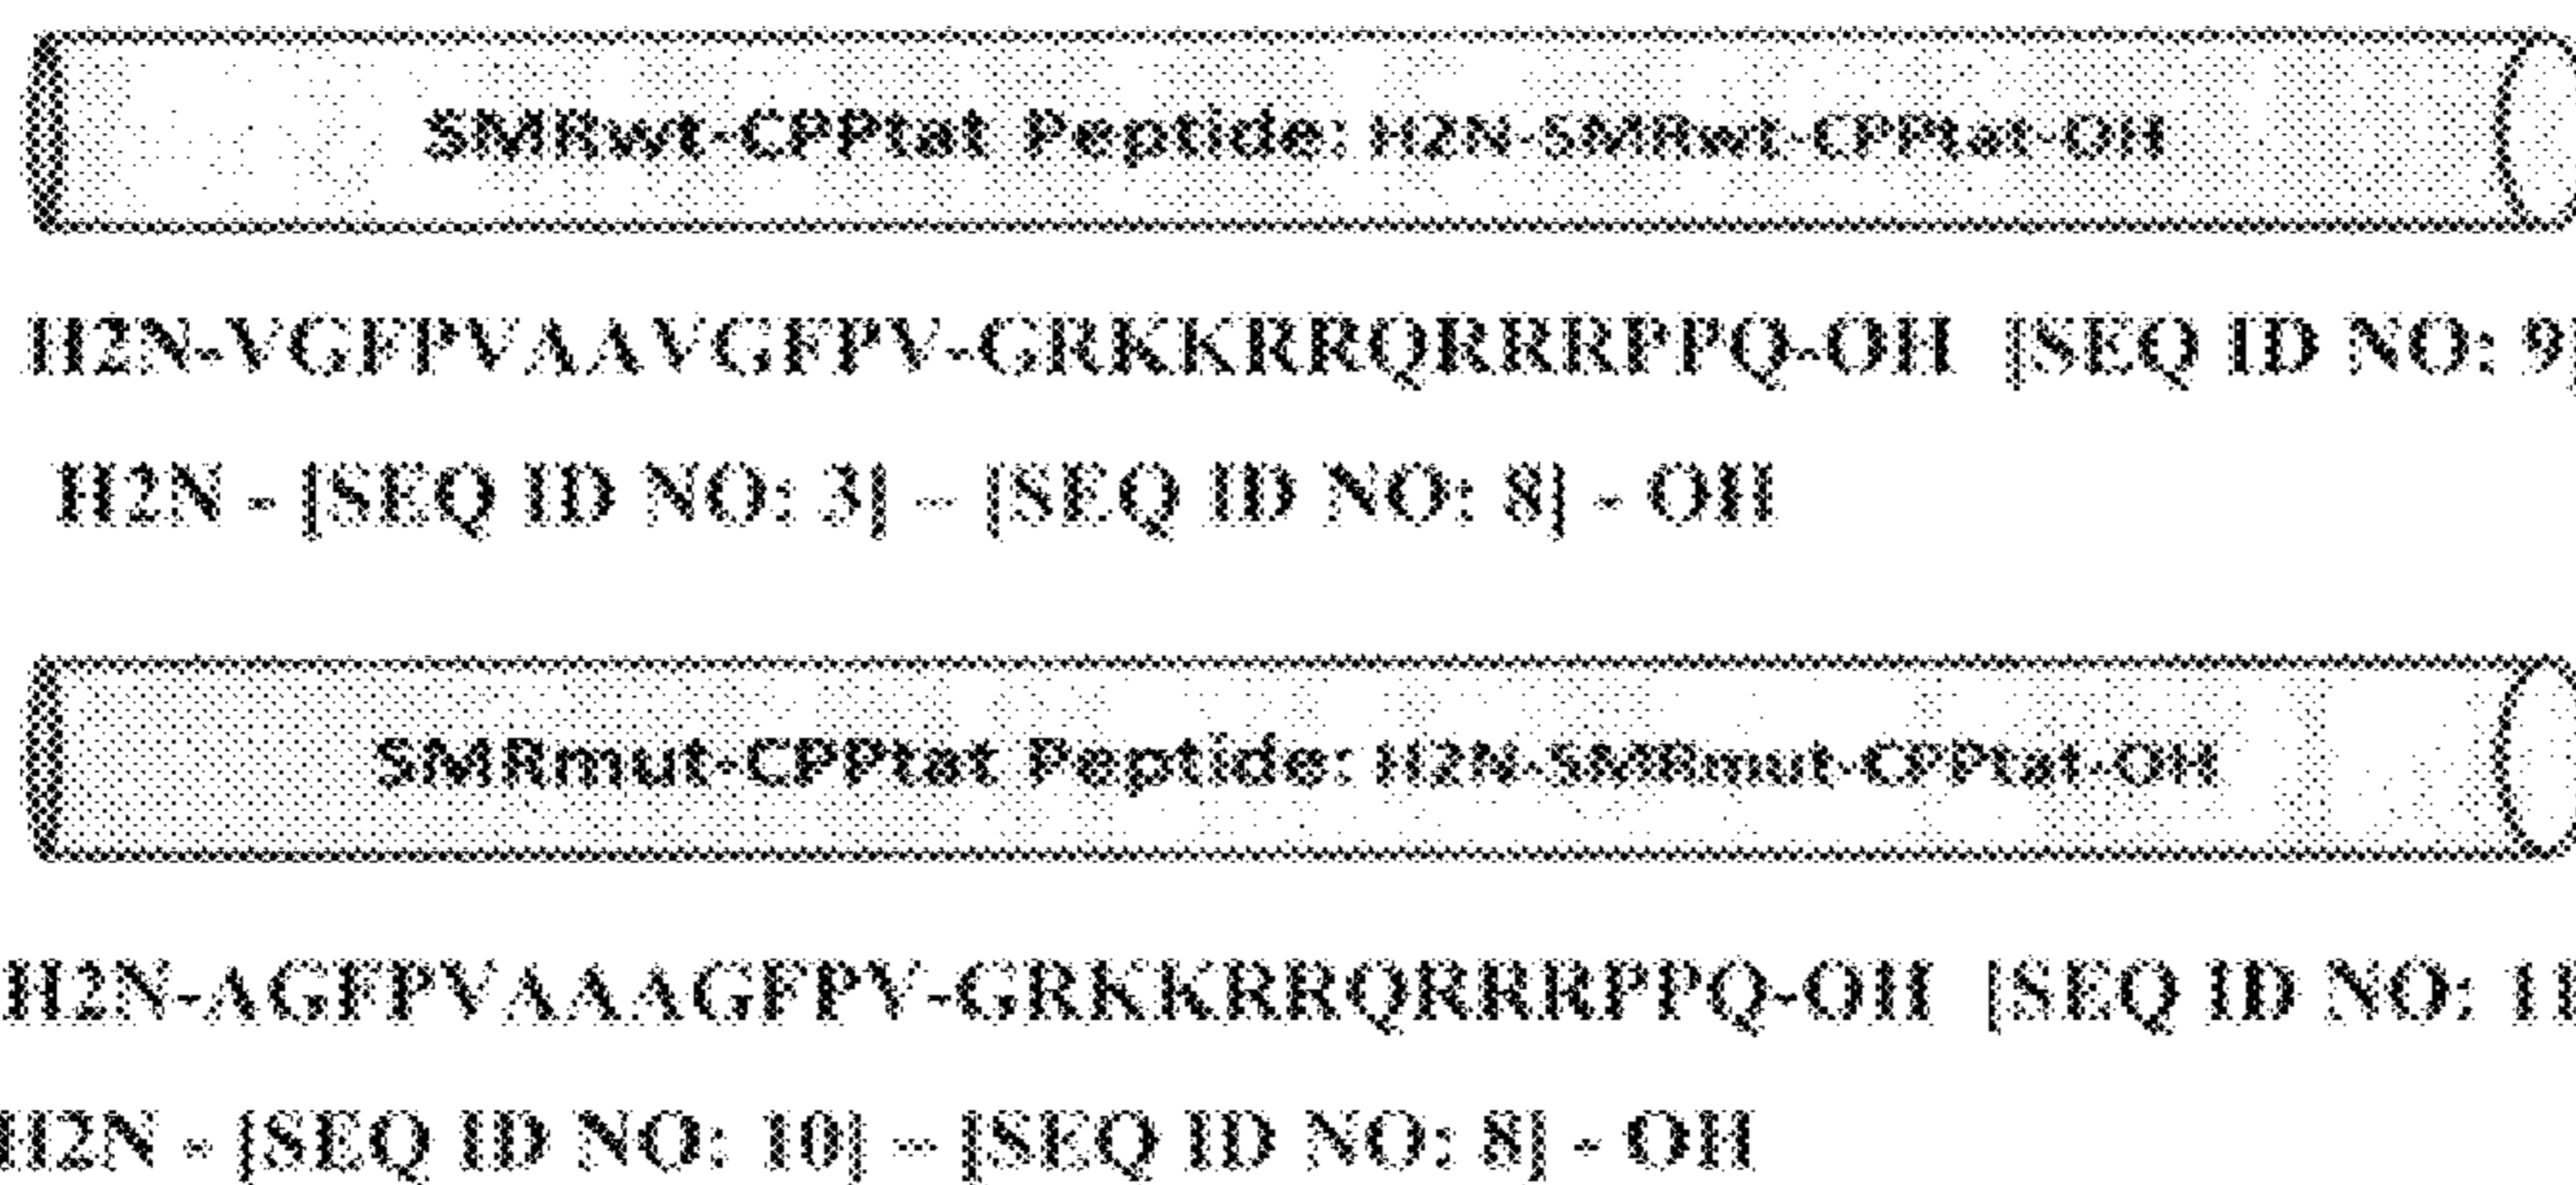 SMRwt-CPPtat Peptide: H2N-SMRwt-CPPtat-OH
H2N-VGFPVAAVGFPV-GRKKRRQRRRPPQ-OH [SEQ ID NO: 9]
H2N - [SEQ ID NO: 3] – [SEQ ID NO: 8] - OH
SMRmut-CPPtat Peptide: H2N-SMRmut-CPPtat-OH
H2N-AGFPVAAAGFPV-GRKKRRQRRRPPQ-OH [SEQ ID NO: 11
H2N - [SEQ ID NO: 10] – [SEQ ID NO: 8] - OH